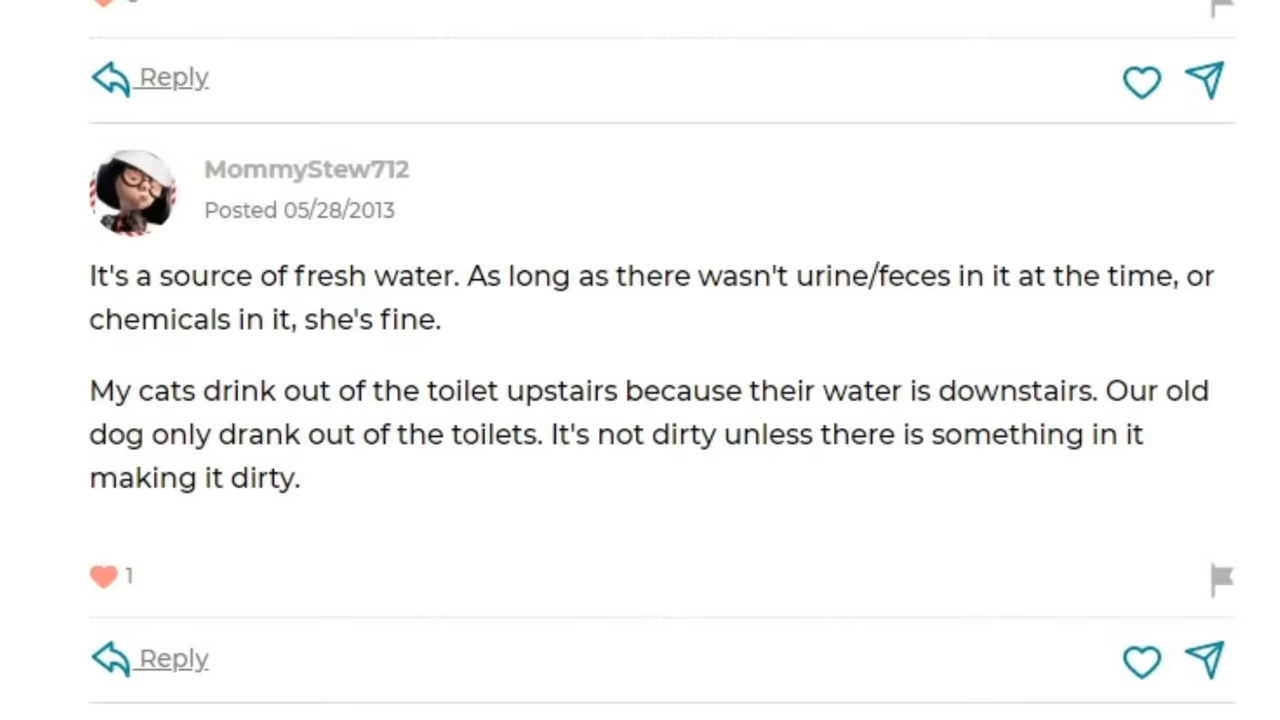 Reply
MommyStew712
Posted 05/28/2013
It's a source of fresh water. As long as there wasn't urine/feces in it at the time, or
chemicals in it, she's fine.
My cats drink out of the toilet upstairs because their water is downstairs. Our old
dog only drank out of the toilets. It's not dirty unless there is something in it
making it dirty.
1
Reply